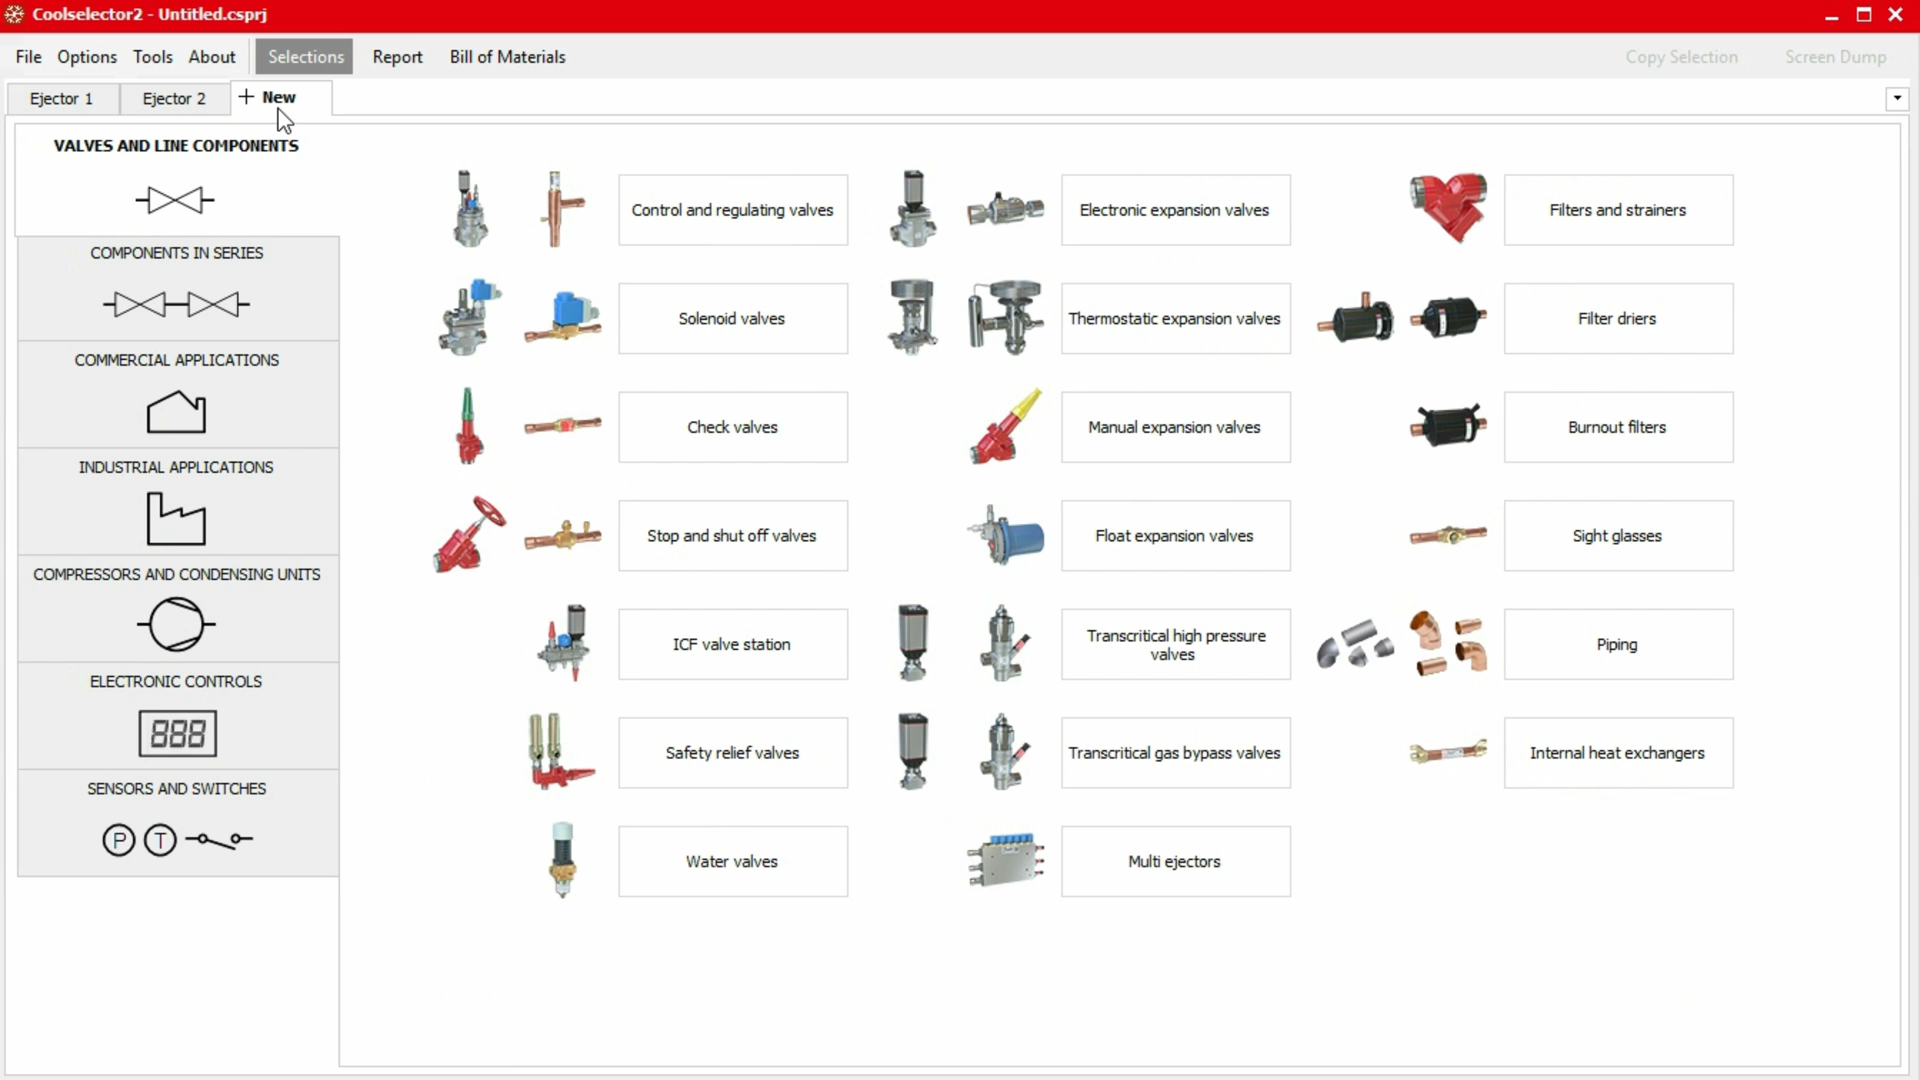 Coolselector2 - Untitled.csprj
File Options Tools About Selections Report Bill of Materials Copy Selection Screen Dump
Ejector 1 Ejector 2 + New
VALVES AND LINE COMPONENTS
COMPONENTS IN SERIES
COMMERCIAL APPLICATIONS
INDUSTRIAL APPLICATIONS
COMPRESSORS AND CONDENSING UNITS
ELECTRONIC CONTROLS
888
SENSORS AND SWITCHES
P T
Control and regulating valves
Solenoid valves
Check valves
Stop and shut off valves
ICF valve station
Safety relief valves
Water valves
Electronic expansion valves
Thermostatic expansion valves
Manual expansion valves
Float expansion valves
Transcritical high pressure
valves
Transcritical gas bypass valves
Multi ejectors
Filters and strainers
Filter driers
Burnout filters
Sight glasses
Piping
Internal heat exchangers